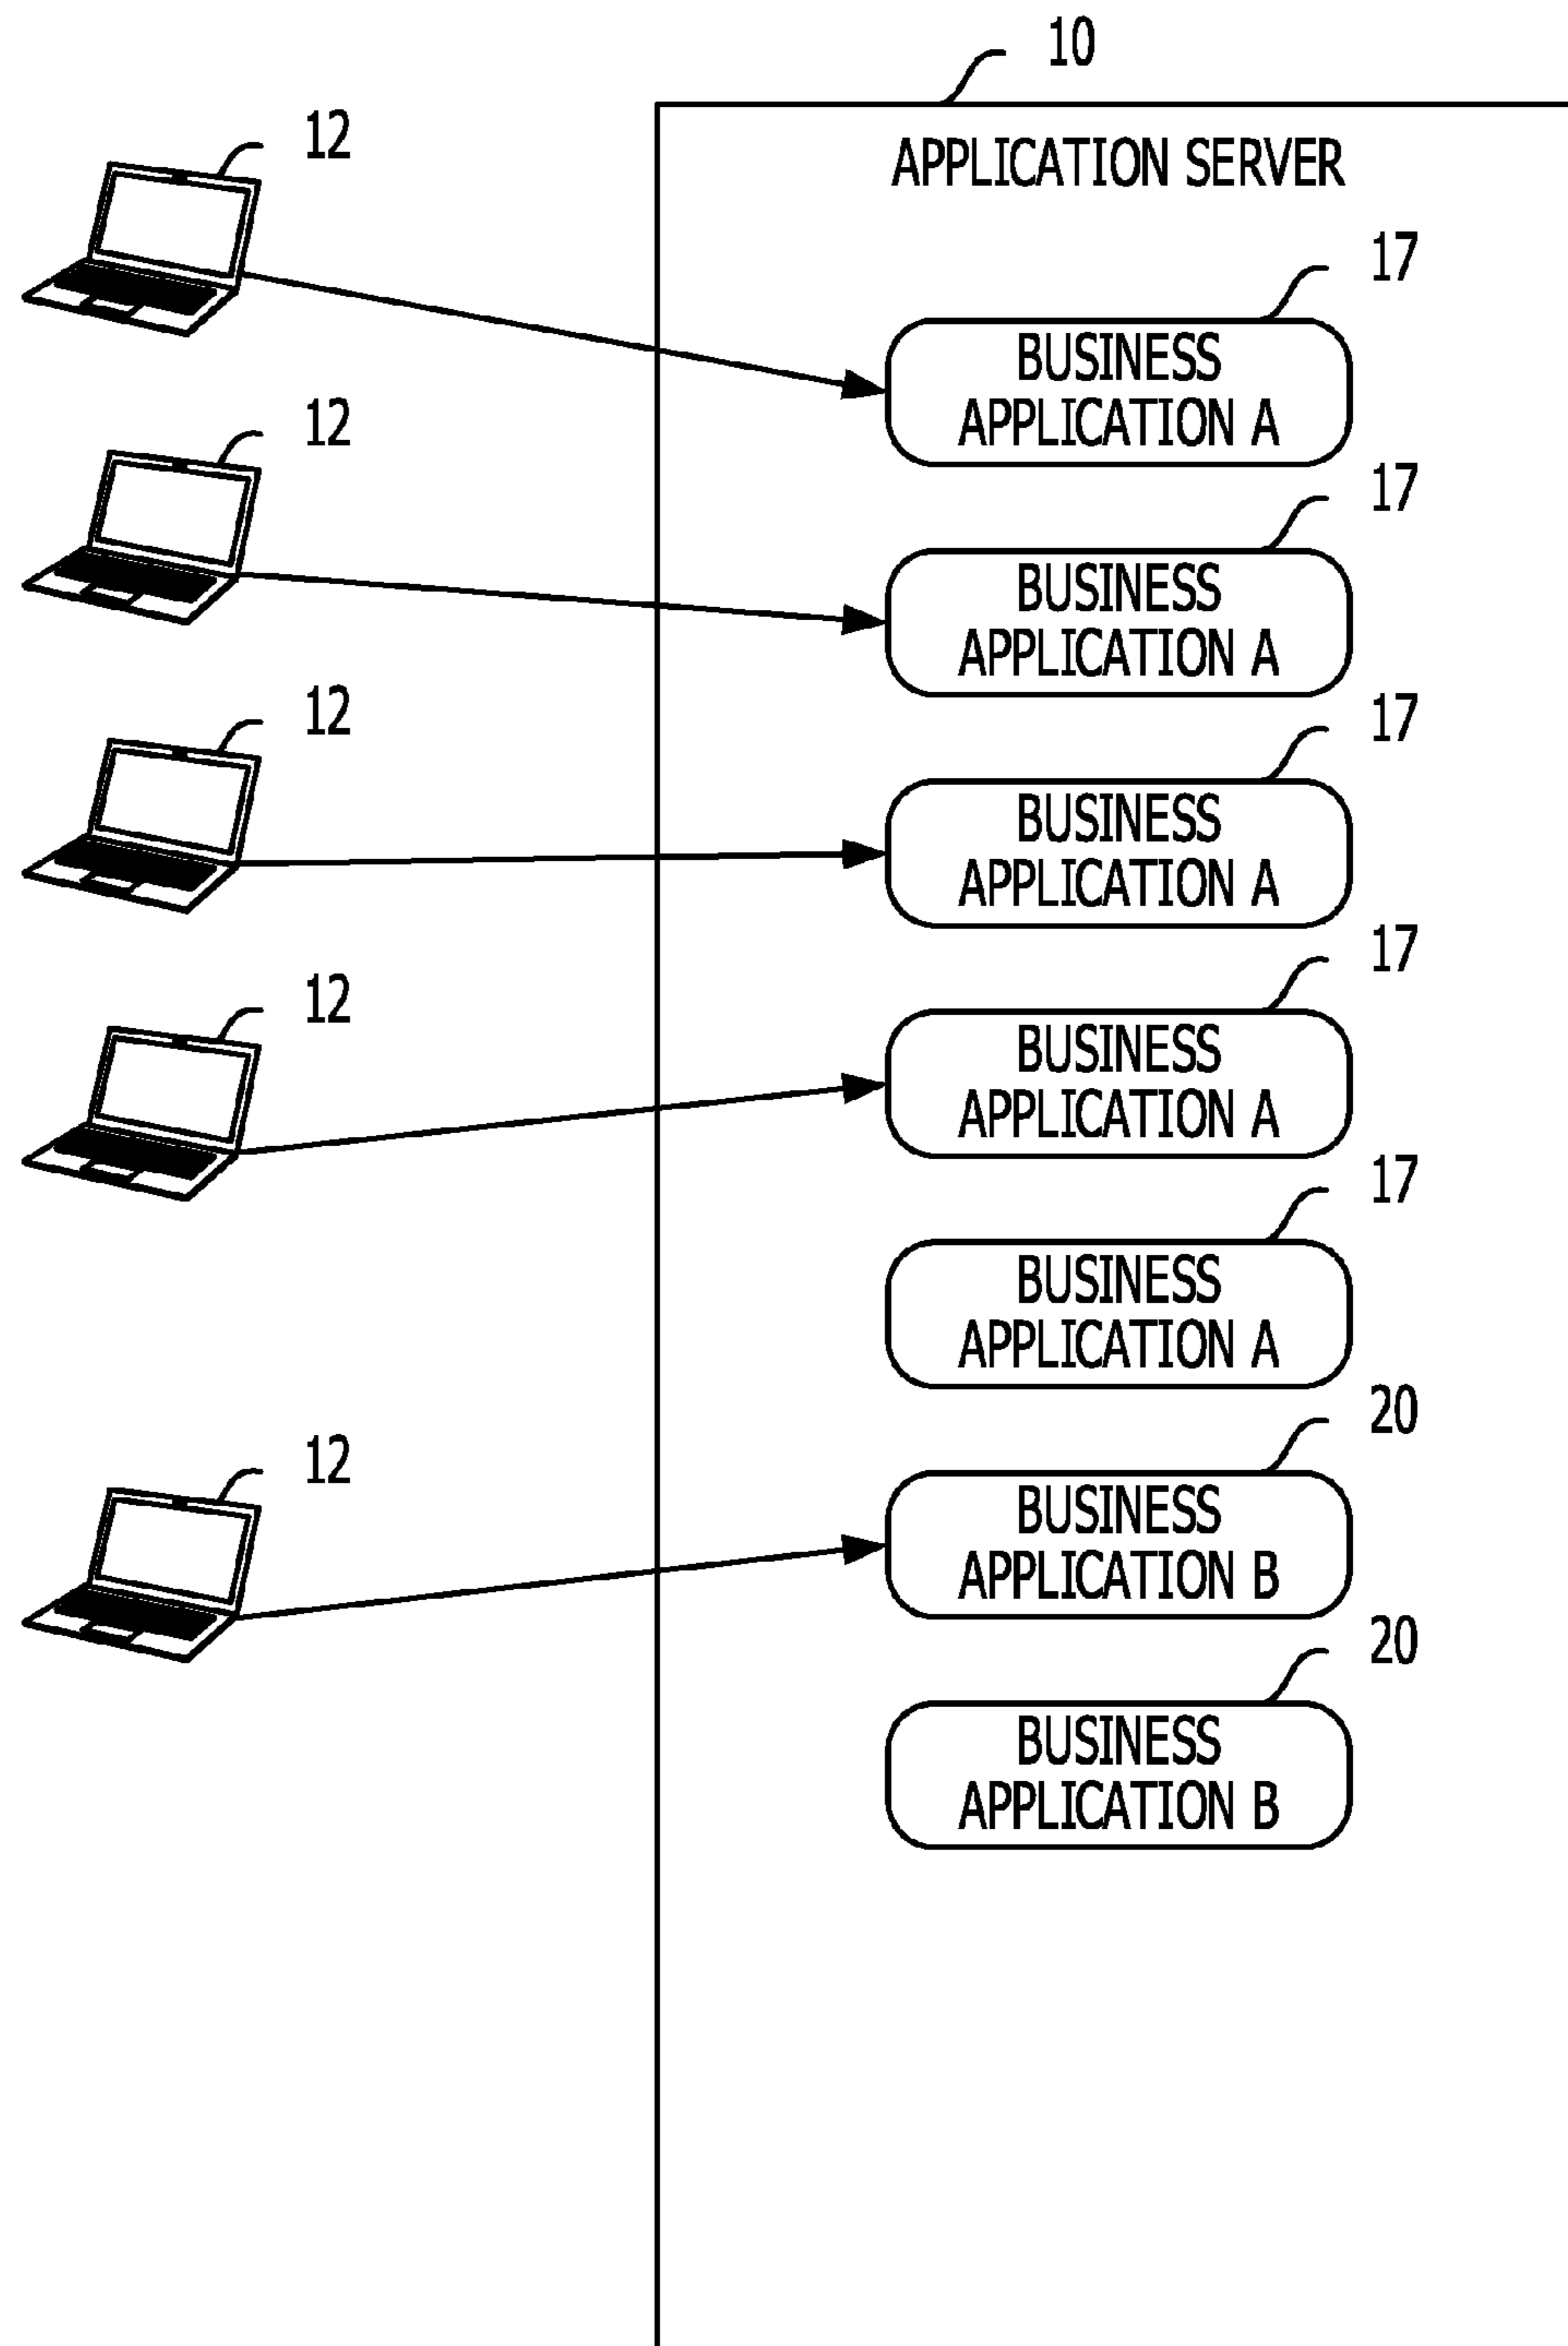 10
APPLICATION SERVER
12
17
BUSINESS
APPLICATION A
12
17
BUSINESS
APPLICATION A
12
17
BUSINESS
APPLICATION A
12
17
BUSINESS
APPLICATION A
17
BUSINESS
APPLICATION A
20
12
BUSINESS
APPLICATION B
20
BUSINESS
APPLICATION B